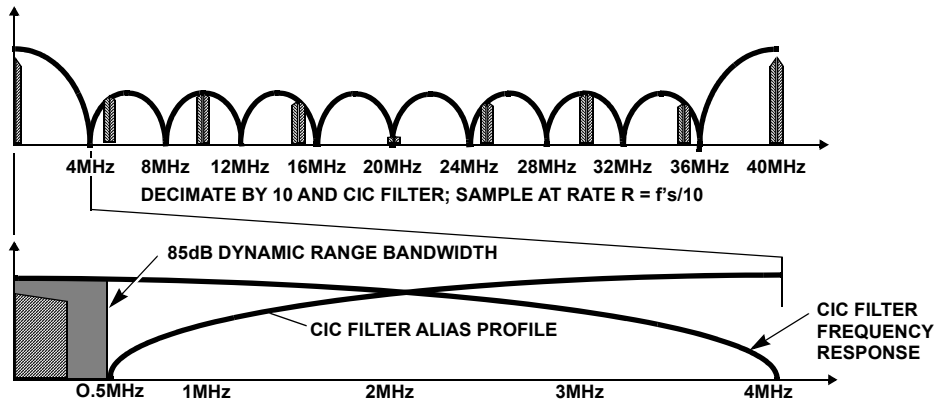 4MHz 8MHz 12MHz 16MHz 20MHz 24MHz 28MHz 32MHz 36MHz 40MHz
DECIMATE BY 10 AND CIC FILTER; SAMPLE AT RATE R = f's/10
85dB DYNAMIC RANGE BANDWIDTH
CIC FILTER ALIAS PROFILE
CIC FILTER
FREQUENCY
RESPONSE
O.5MHz 1MHz 2MHz 3MHz 4MHz